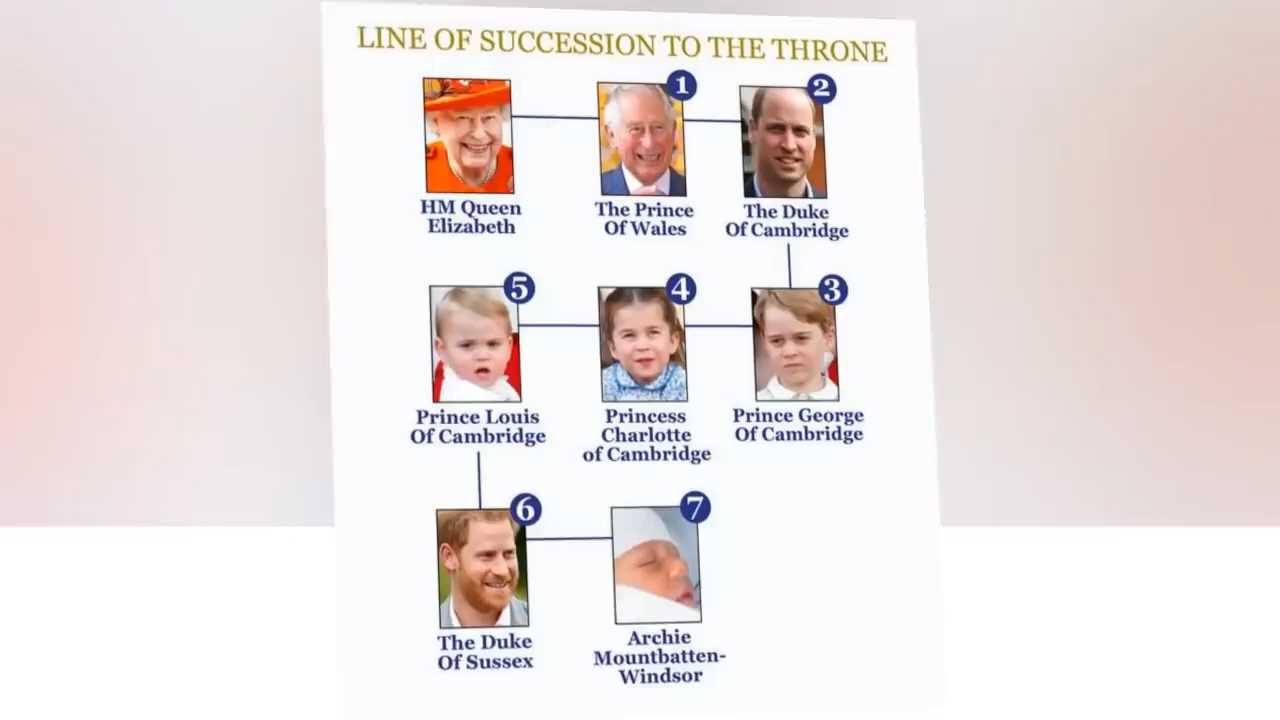 LINE OF SUCCESSION TO THE THRONE
1
2
HM Queen
Elizabeth
The Prince
Of Wales
The Duke
Of Cambridge
5
4
3
Prince Louis
Of Cambridge
Princess
Charlotte
of Cambridge
Prince George
Of Cambridge
6
7
The Duke
Of Sussex
Archie
Mountbatten-
Windsor